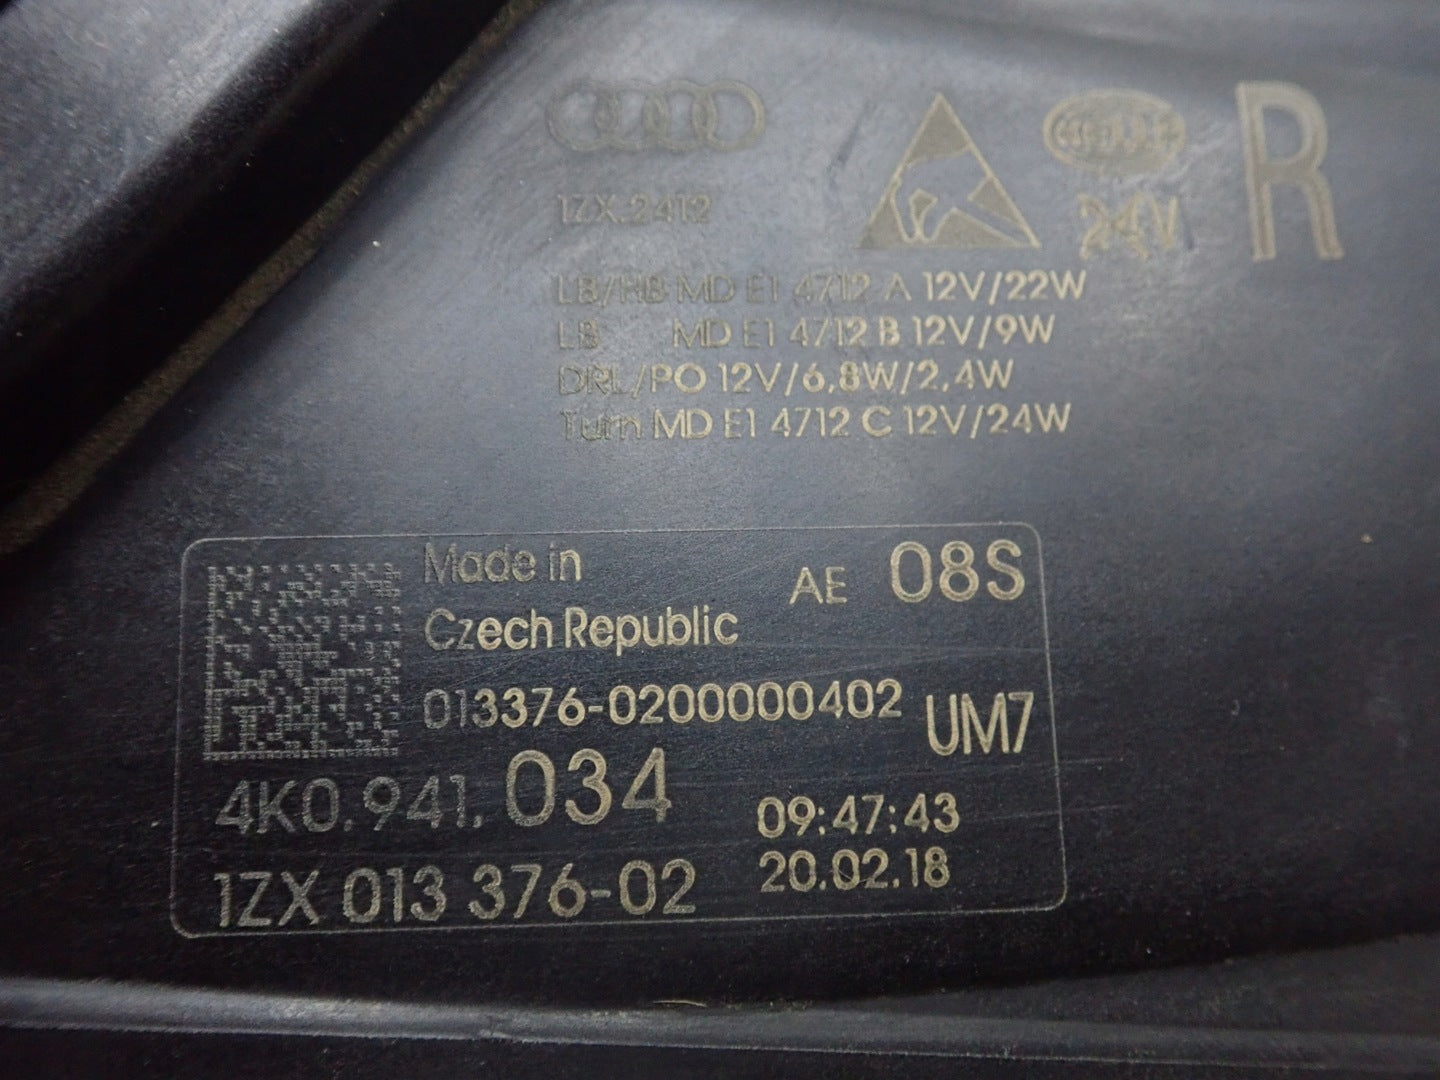 HELLA
R
1ZX.2412
24V
LB/HB MD E1 4712 A 12V/22W
LB MD E1 4712 B 12V/9W
DRL/PO 12V/6,8W/2,4W
Turn MD E1 4712 C 12V/24W
Made in
Czech Republic
AE 08S
013376-0200000402
UM7
4K0.941.034
09:47:43
1ZX 013 376-02
20.02.18